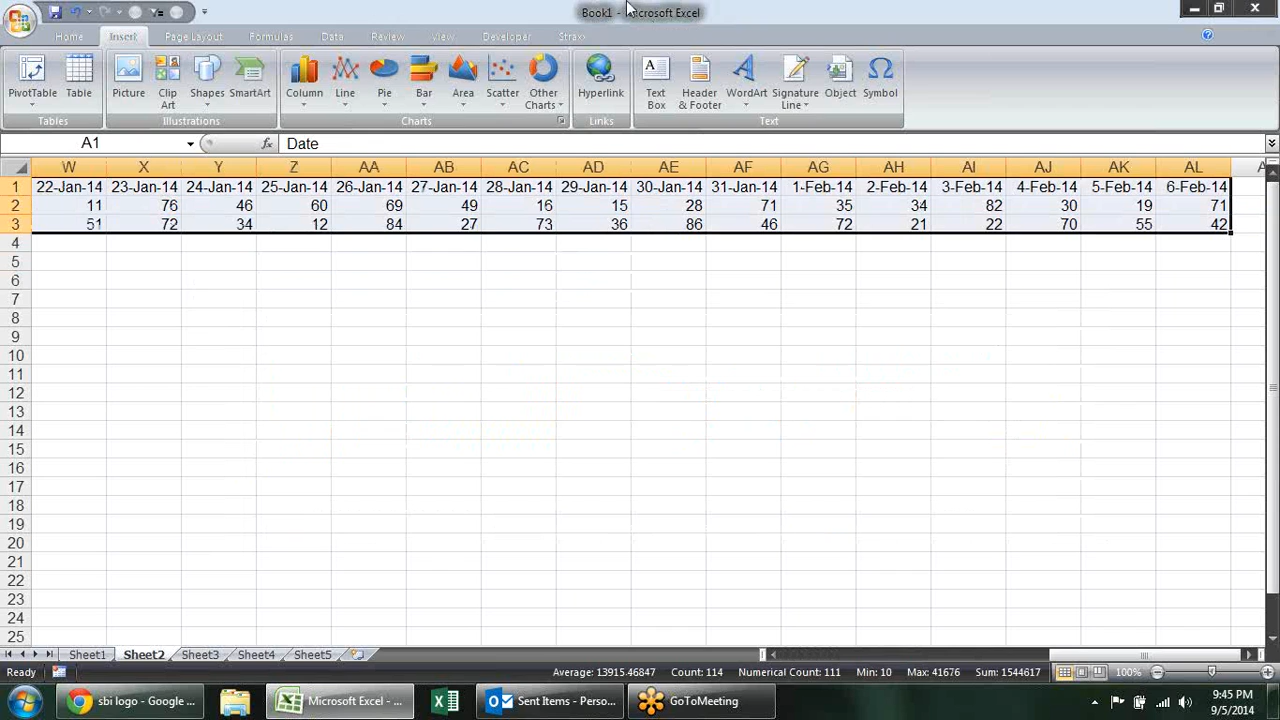 Book1 - Microsoft Excel
Home Insert Page Layout Formulas Data Review View Developer Straxx
PivotTable Table Picture Clip Art Shapes SmartArt Column Line Pie Bar Area Scatter Other Charts Hyperlink Text Box Header & Footer WordArt Signature Line Object Symbol
Tables Illustrations Charts Links Text
A1 fx Date
W X Y Z AA AB AC AD AE AF AG AH AI AJ AK AL
1 22-Jan-14 23-Jan-14 24-Jan-14 25-Jan-14 26-Jan-14 27-Jan-14 28-Jan-14 29-Jan-14 30-Jan-14 31-Jan-14 1-Feb-14 2-Feb-14 3-Feb-14 4-Feb-14 5-Feb-14 6-Feb-14
2 11 76 46 60 69 49 16 15 28 71 35 34 82 30 19 71
3 51 72 34 12 84 27 73 36 86 46 72 21 22 70 55 42
4
5
6
7
8
9
10
11
12
13
14
15
16
17
18
19
20
21
22
23
24
25
Sheet1 Sheet2 Sheet3 Sheet4 Sheet5
Ready Average: 13915.46847 Count: 114 Numerical Count: 111 Min: 10 Max: 41676 Sum: 1544617 100%
sbi logo - Google ... Microsoft Excel - ... Sent Items - Perso... GoToMeeting
9:45 PM
9/5/2014